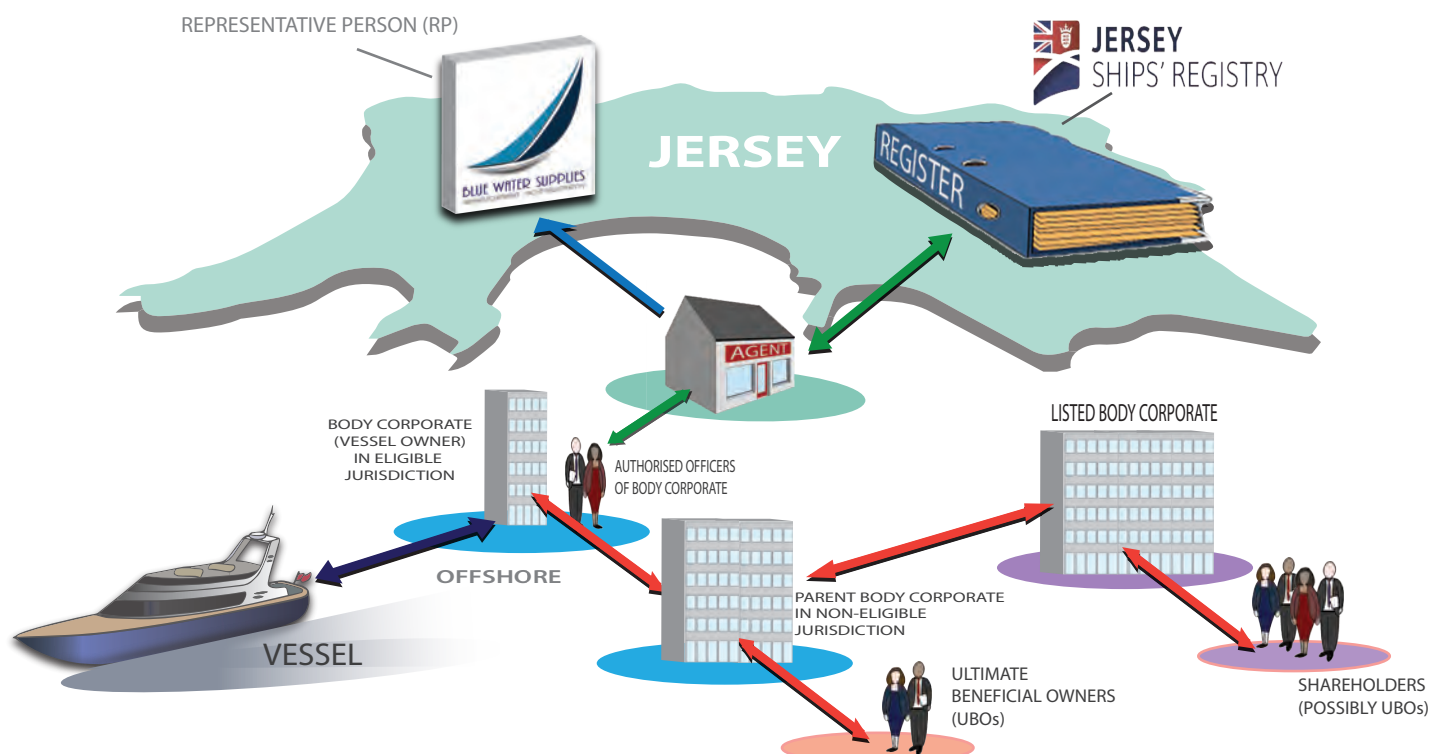 REPRESENTATIVE PERSON (RP)
JERSEY
SHIPS' REGISTRY
JERSEY
REGISTER
BLUE WATER SUPPLIES
AGENT
BODY CORPORATE
(VESSEL OWNER)
IN ELIGIBLE
JURISDICTION
AUTHORISED OFFICERS
OF BODY CORPORATE
LISTED BODY CORPORATE
OFFSHORE
PARENT BODY CORPORATE
IN NON-ELIGIBLE
JURISDICTION
VESSEL
ULTIMATE
BENEFICIAL OWNERS
(UBOs)
SHAREHOLDERS
(POSSIBLY UBOs)